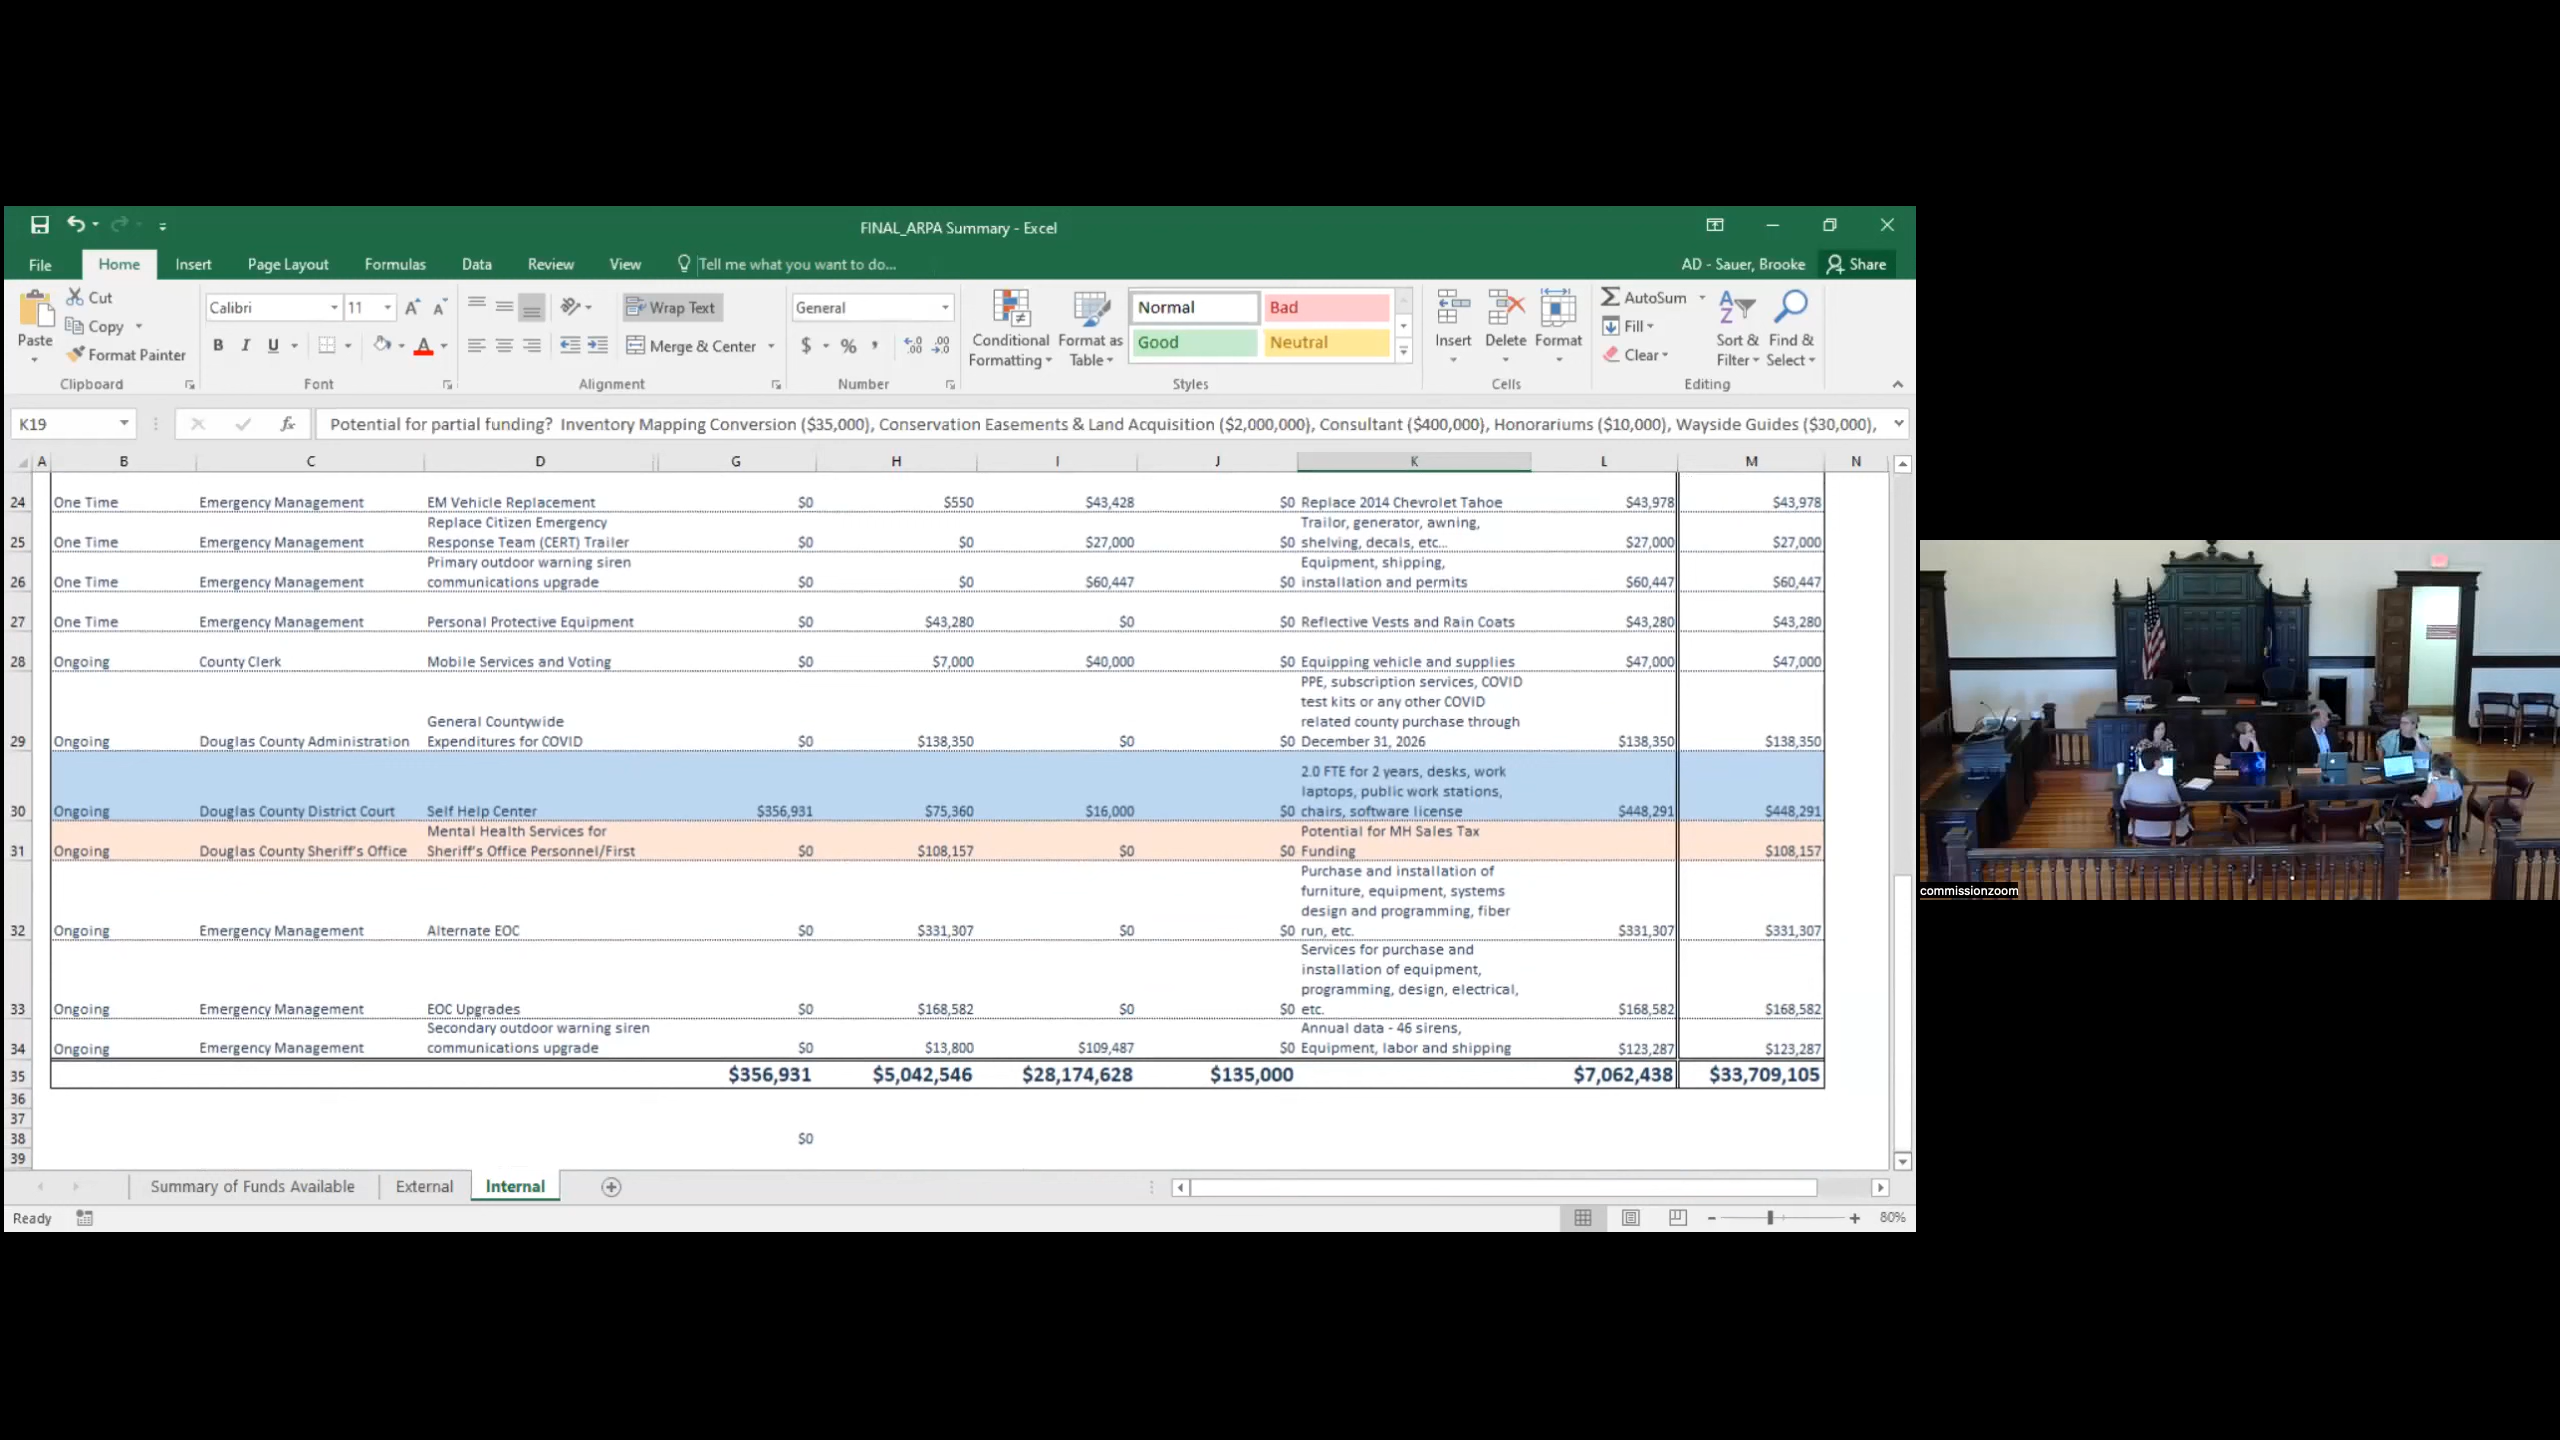 FINAL_ARPA Summary - Excel
File Home Insert Page Layout Formulas Data Review View Tell me what you want to do... AD - Sauer, Brooke Share
Cut
Copy
Format Painter
Paste
Clipboard
Calibri 11
B I U
Font
Wrap Text
Merge & Center
Alignment
General
$ % ,
Number
Conditional Formatting
Format as Table
Normal Bad
Good Neutral
Styles
Insert Delete Format
Cells
AutoSum
Fill
Clear
Sort & Filter
Find & Select
Editing
K19 fx Potential for partial funding? Inventory Mapping Conversion ($35,000), Conservation Easements & Land Acquisition ($2,000,000), Consultant ($400,000), Honorariums ($10,000), Wayside Guides ($30,000),
A B C D G H I J K L M N
24 One Time Emergency Management EM Vehicle Replacement $0 $550 $43,428 $0 Replace 2014 Chevrolet Tahoe $43,978 $43,978
Replace Citizen Emergency Trailor, generator, awning,
25 One Time Emergency Management Response Team (CERT) Trailer $0 $0 $27,000 $0 shelving, decals, etc... $27,000 $27,000
Primary outdoor warning siren Equipment, shipping,
26 One Time Emergency Management communications upgrade $0 $0 $60,447 $0 installation and permits $60,447 $60,447
27 One Time Emergency Management Personal Protective Equipment $0 $43,280 $0 $0 Reflective Vests and Rain Coats $43,280 $43,280
28 Ongoing County Clerk Mobile Services and Voting $0 $7,000 $40,000 $0 Equipping vehicle and supplies $47,000 $47,000
PPE, subscription services, COVID
test kits or any other COVID
General Countywide related county purchase through
29 Ongoing Douglas County Administration Expenditures for COVID $0 $138,350 $0 $0 December 31, 2026 $138,350 $138,350
2.0 FTE for 2 years, desks, work
laptops, public work stations,
30 Ongoing Douglas County District Court Self Help Center $356,931 $75,360 $16,000 $0 chairs, software license $448,291 $448,291
Mental Health Services for Potential for MH Sales Tax
31 Ongoing Douglas County Sheriff's Office Sheriff's Office Personnel/First $0 $108,157 $0 $0 Funding $108,157
Purchase and installation of
furniture, equipment, systems
design and programming, fiber
32 Ongoing Emergency Management Alternate EOC $0 $331,307 $0 $0 run, etc. $331,307 $331,307
Services for purchase and
installation of equipment,
programming, design, electrical,
33 Ongoing Emergency Management EOC Upgrades $0 $168,582 $0 $0 etc. $168,582 $168,582
Secondary outdoor warning siren Annual data - 46 sirens,
34 Ongoing Emergency Management communications upgrade $0 $13,800 $109,487 $0 Equipment, labor and shipping $123,287 $123,287
35 $356,931 $5,042,546 $28,174,628 $135,000 $7,062,438 $33,709,105
36
37
38 $0
39
Summary of Funds Available External Internal
Ready 80%
commissionzoom